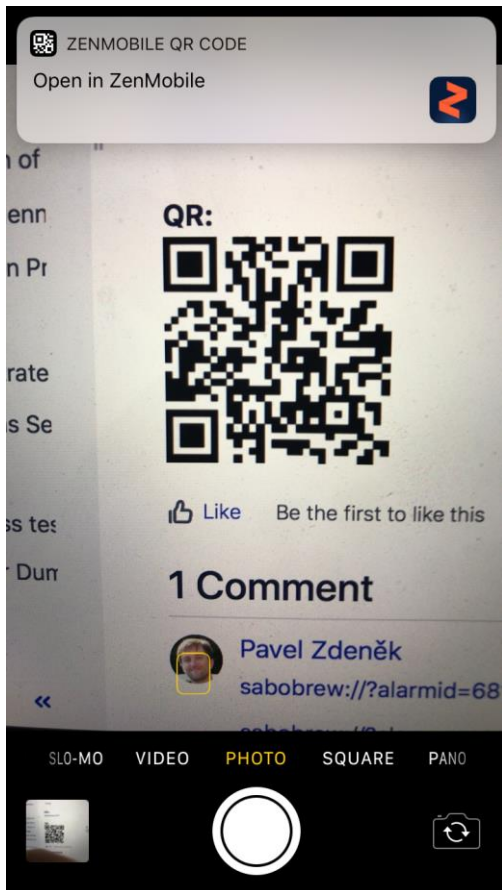 ZENMOBILE QR CODE
Open in ZenMobile
of
enn
n Pr
QR:
rate
s Se
Like Be the first to like this
ss tes
Dun
1 Comment
Pavel Zdeněk
sabobrew://?alarmid=68
«
SLO-MO VIDEO PHOTO SQUARE PANO